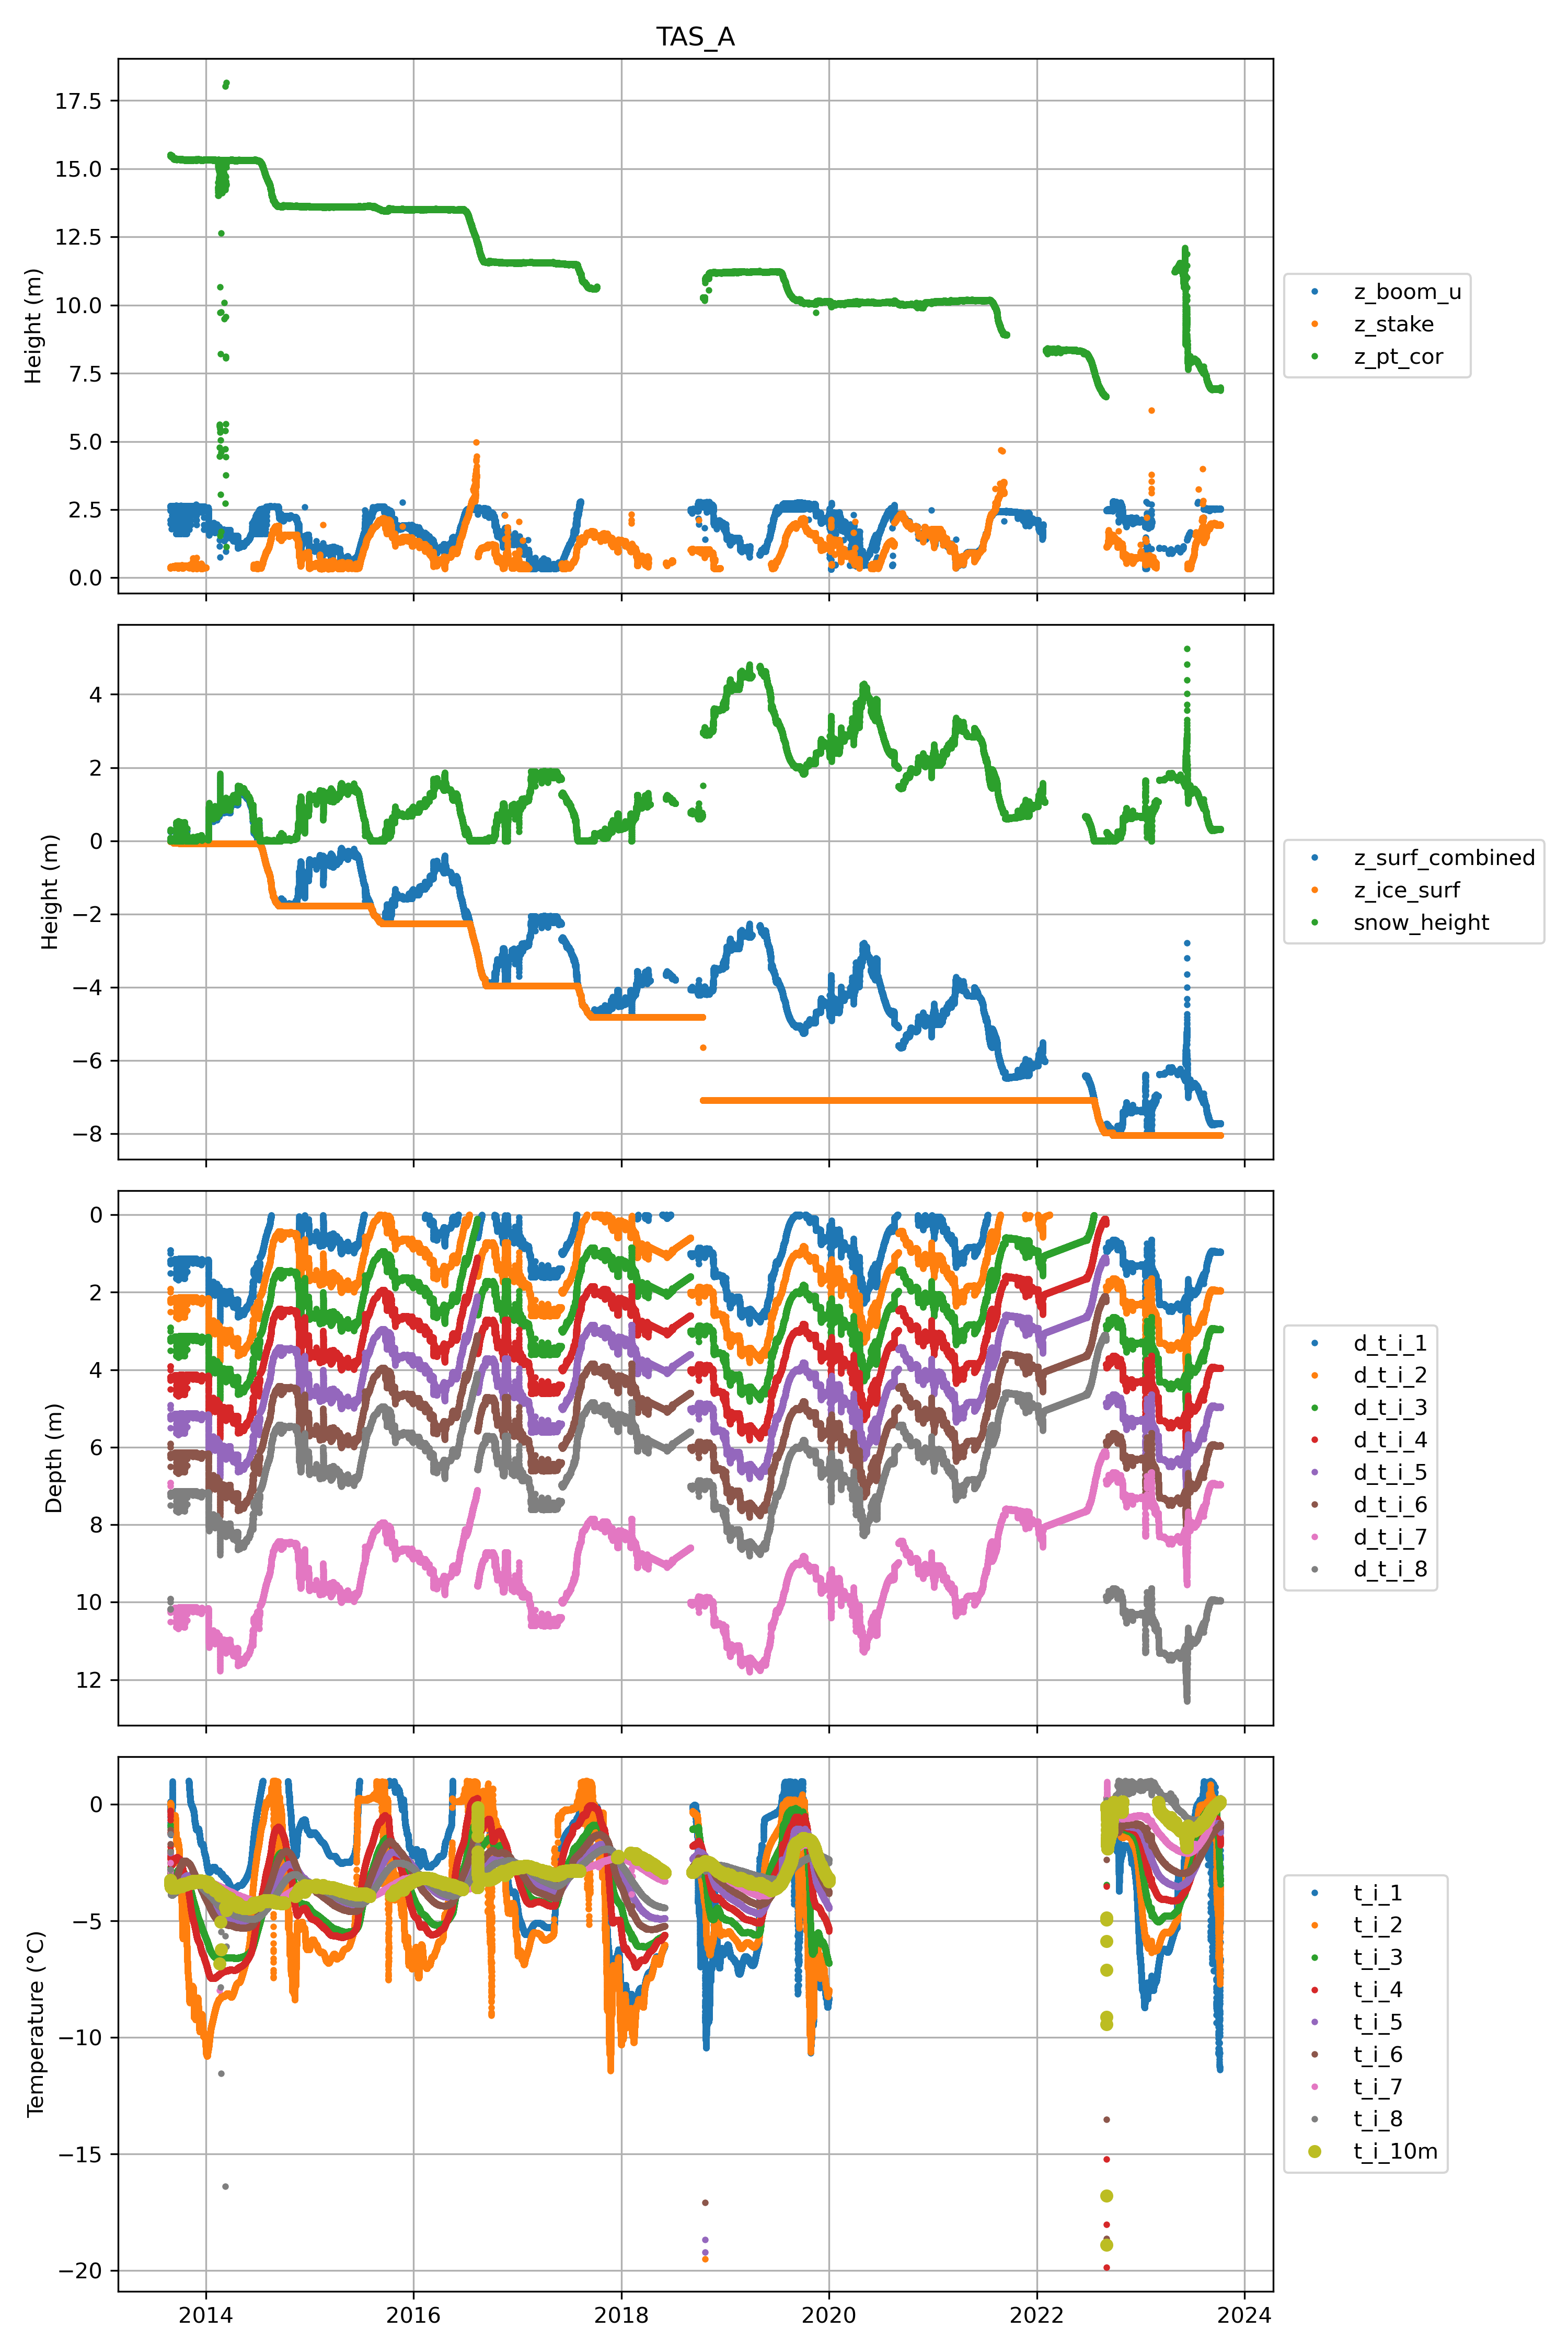 TAS_A
17.5
15.0
12.5
10.0
7.5
5.0
2.5
0.0
Height (m)
z_boom_u
z_stake
z_pt_cor
4
2
0
−2
−4
−6
−8
Height (m)
z_surf_combined
z_ice_surf
snow_height
0
2
4
6
8
10
12
Depth (m)
d_t_i_1
d_t_i_2
d_t_i_3
d_t_i_4
d_t_i_5
d_t_i_6
d_t_i_7
d_t_i_8
0
−5
−10
−15
−20
Temperature (°C)
t_i_1
t_i_2
t_i_3
t_i_4
t_i_5
t_i_6
t_i_7
t_i_8
t_i_10m
2014 2016 2018 2020 2022 2024